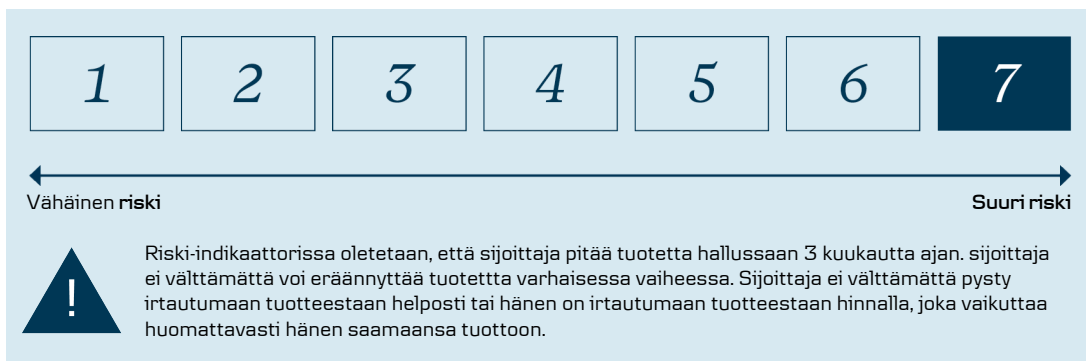 1 2 3 4 5 6 7
Vähäinen riski Suuri riski
Riski-indikaattorissa oletetaan, että sijoittaja pitää tuotetta hallussaan 3 kuukautta ajan. sijoittaja
ei välttämättä voi eräännyttää tuotettta varhaisessa vaiheessa. Sijoittaja ei välttämättä pysty
irtautumaan tuotteestaan helposti tai hänen on irtautumaan tuotteestaan hinnalla, joka vaikuttaa
huomattavasti hänen saamaansa tuottoon.
!